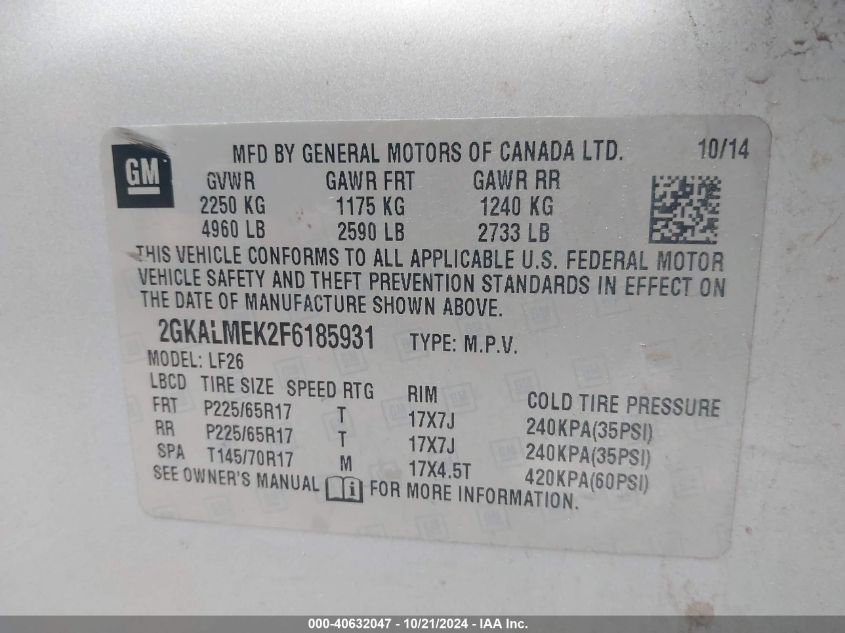 GM
MFD BY GENERAL MOTORS OF CANADA LTD. 10/14
GVWR GAWR FRT GAWR RR
2250 KG 1175 KG 1240 KG
4960 LB 2590 LB 2733 LB
THIS VEHICLE CONFORMS TO ALL APPLICABLE U.S. FEDERAL MOTOR
VEHICLE SAFETY AND THEFT PREVENTION STANDARDS IN EFFECT ON
THE DATE OF MANUFACTURE SHOWN ABOVE.
2GKALMEK2F6185931 TYPE: M.P.V.
MODEL: LF26
LBCD TIRE SIZE SPEED RTG RIM COLD TIRE PRESSURE
FRT P225/65R17 T 17X7J 240KPA(35PSI)
RR P225/65R17 T 17X7J 240KPA(35PSI)
SPA T145/70R17 M 17X4.5T 420KPA(60PSI)
SEE OWNER'S MANUAL FOR MORE INFORMATION.
000-40632047 - 10/21/2024 - IAA Inc.